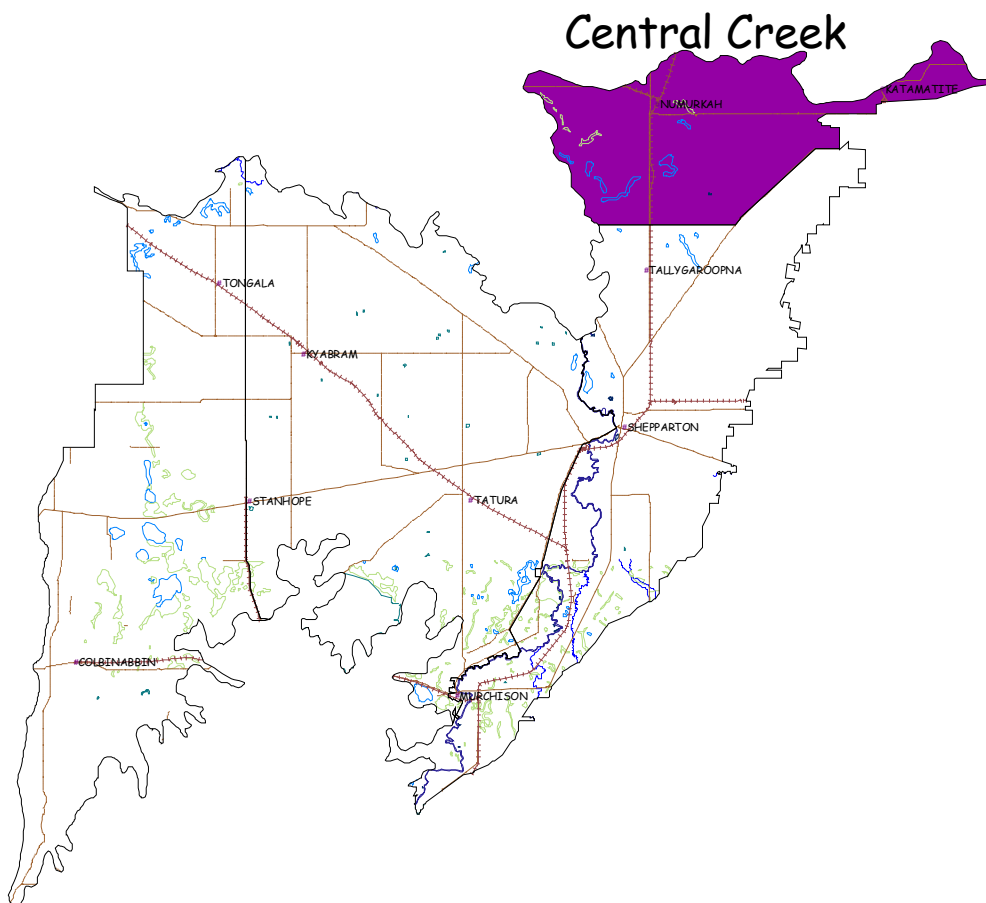 Central Creek
KATAMATITE
NUMURKAH
TALLYGAROOPNA
TONGALA
KYABRAM
SHEPPARTON
STANHOPE
TATURA
COLBINABBIN
MURCHISON